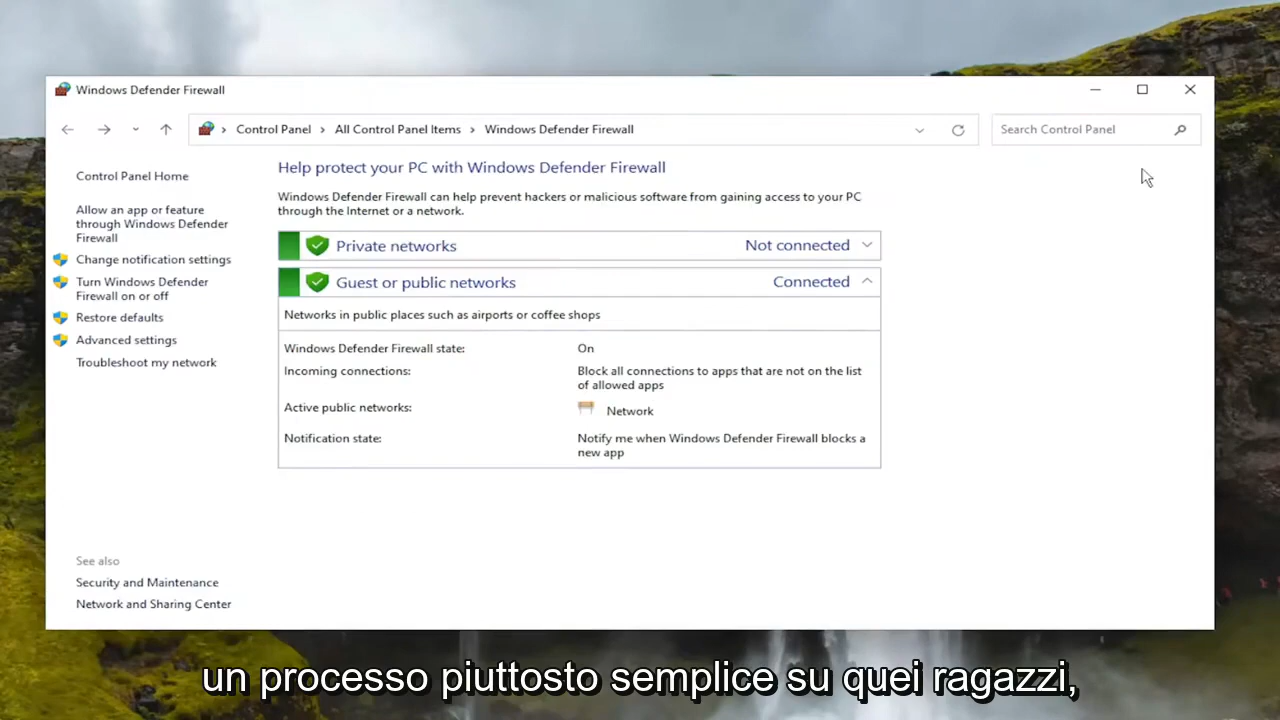 Windows Defender Firewall
Control Panel
All Control Panel Items
Windows Defender Firewall
Search Control Panel
Control Panel Home
Allow an app or feature
through Windows Defender
Firewall
Change notification settings
Turn Windows Defender
Firewall on or off
Restore defaults
Advanced settings
Troubleshoot my network
Help protect your PC with Windows Defender Firewall
Windows Defender Firewall can help prevent hackers or malicious software from gaining access to your PC
through the Internet or a network.
Private networks
Not connected
Guest or public networks
Connected
Networks in public places such as airports or coffee shops
Windows Defender Firewall state:
On
Incoming connections:
Block all connections to apps that are not on the list
of allowed apps
Active public networks:
Network
Notification state:
Notify me when Windows Defender Firewall blocks a
new app
See also
Security and Maintenance
Network and Sharing Center
un processo piuttosto semplice su quei ragazzi,